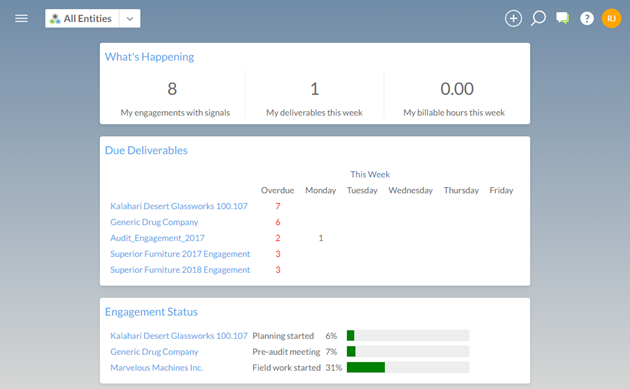 All Entities
?
RJ
What's Happening
8 1 0.00
My engagements with signals My deliverables this week My billable hours this week
Due Deliverables
This Week
Overdue Monday Tuesday Wednesday Thursday Friday
Kalahari Desert Glassworks 100.107 7
Generic Drug Company 6
Audit_Engagement_2017 2 1
Superior Furniture 2017 Engagement 3
Superior Furniture 2018 Engagement 3
Engagement Status
Kalahari Desert Glassworks 100.107 Planning started 6%
Generic Drug Company Pre-audit meeting 7%
Marvelous Machines Inc. Field work started 31%